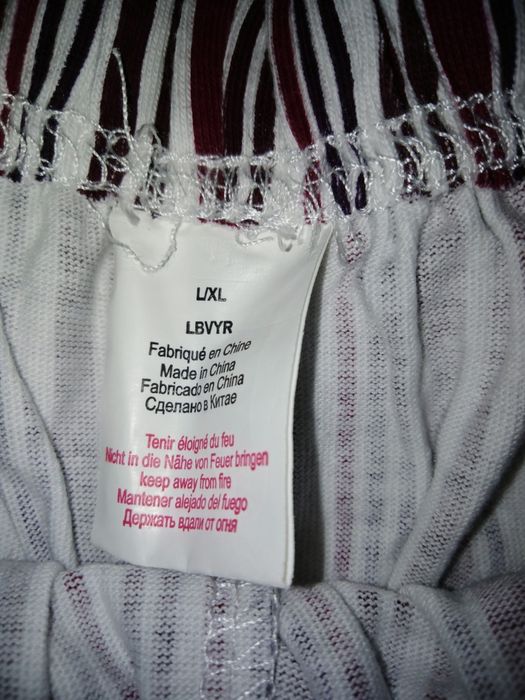 L/XL
LBVYR
Fabriqué en Chine
Made in China
Fabricado en China
Сделано в Китае
Tenir éloigné du feu
Nicht in die Nähe von Feuer bringen
keep away from fire
Mantener alejado del fuego
Держать вдали от огня